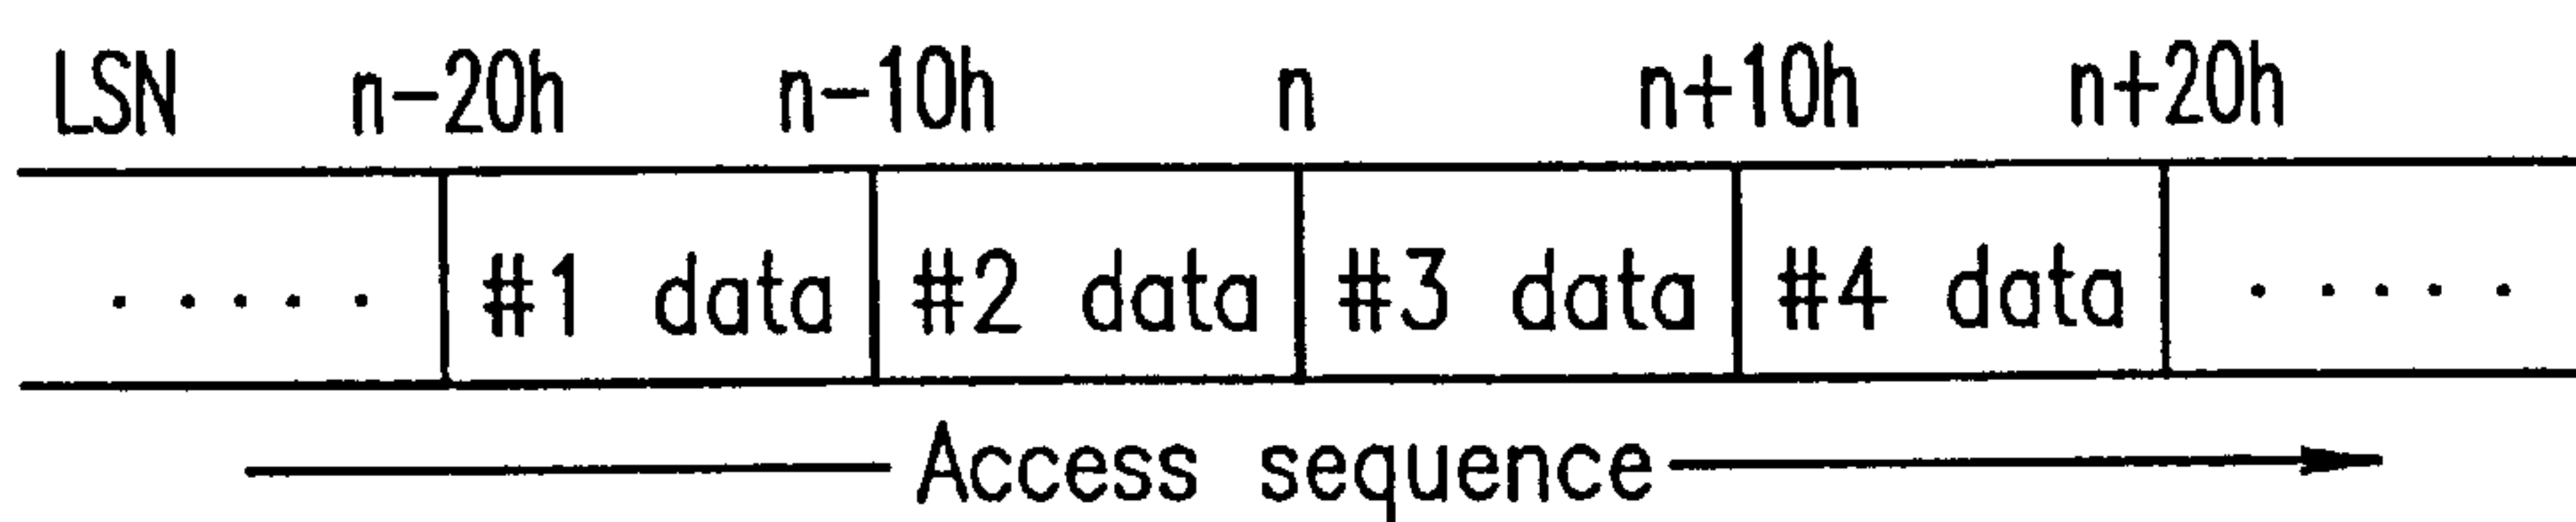 LSN n-20h n-10h n n+10h n+20h
. . . . . #1 data #2 data #3 data #4 data . . . . .
Access sequence